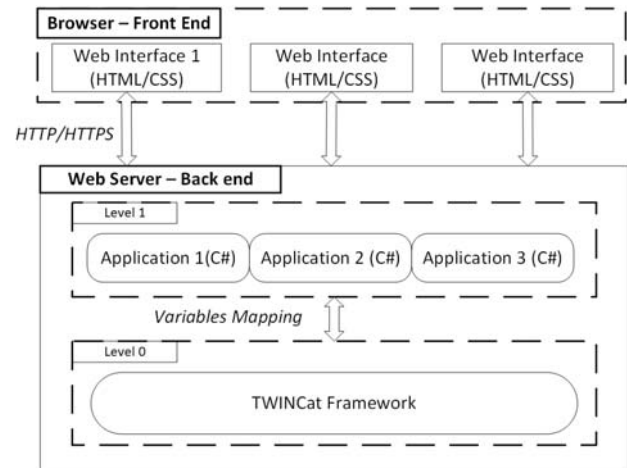 Browser – Front End
Web Interface 1
(HTML/CSS)
Web Interface
(HTML/CSS)
Web Interface
(HTML/CSS)
HTTP/HTTPS
Web Server – Back end
Level 1
Application 1(C#)
Application 2 (C#)
Application 3 (C#)
Variables Mapping
Level 0
TWINCat Framework